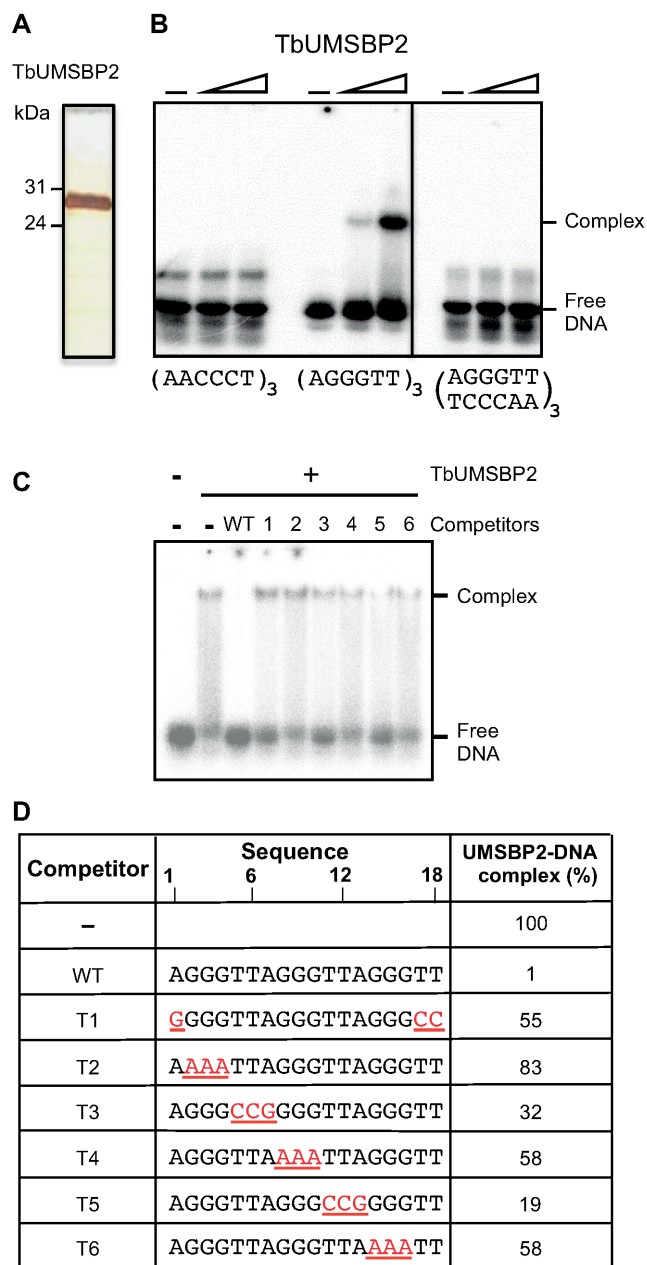 A
TbUMSBP2
kDa
31
24
B
TbUMSBP2
Complex
Free
DNA
(AACCCT)3
(AGGGTT)3
(AGGGTT
TCCCAA)3
C
- + TbUMSBP2
- - WT 1 2 3 4 5 6 Competitors
Complex
Free
DNA
D
Competitor Sequence UMSBP2-DNA
1 6 12 18 complex (%)
– 100
WT AGGGTTAGGGTTAGGGTT 1
T1 GGGGTTAGGGTTAGGGCC 55
T2 AAAATTAGGGTTAGGGTT 83
T3 AGGGCCGGGGTTAGGGTT 32
T4 AGGGTTAAAATTAGGGTT 58
T5 AGGGTTAGGGCCGGGGTT 19
T6 AGGGTTAGGGTTAAAATT 58